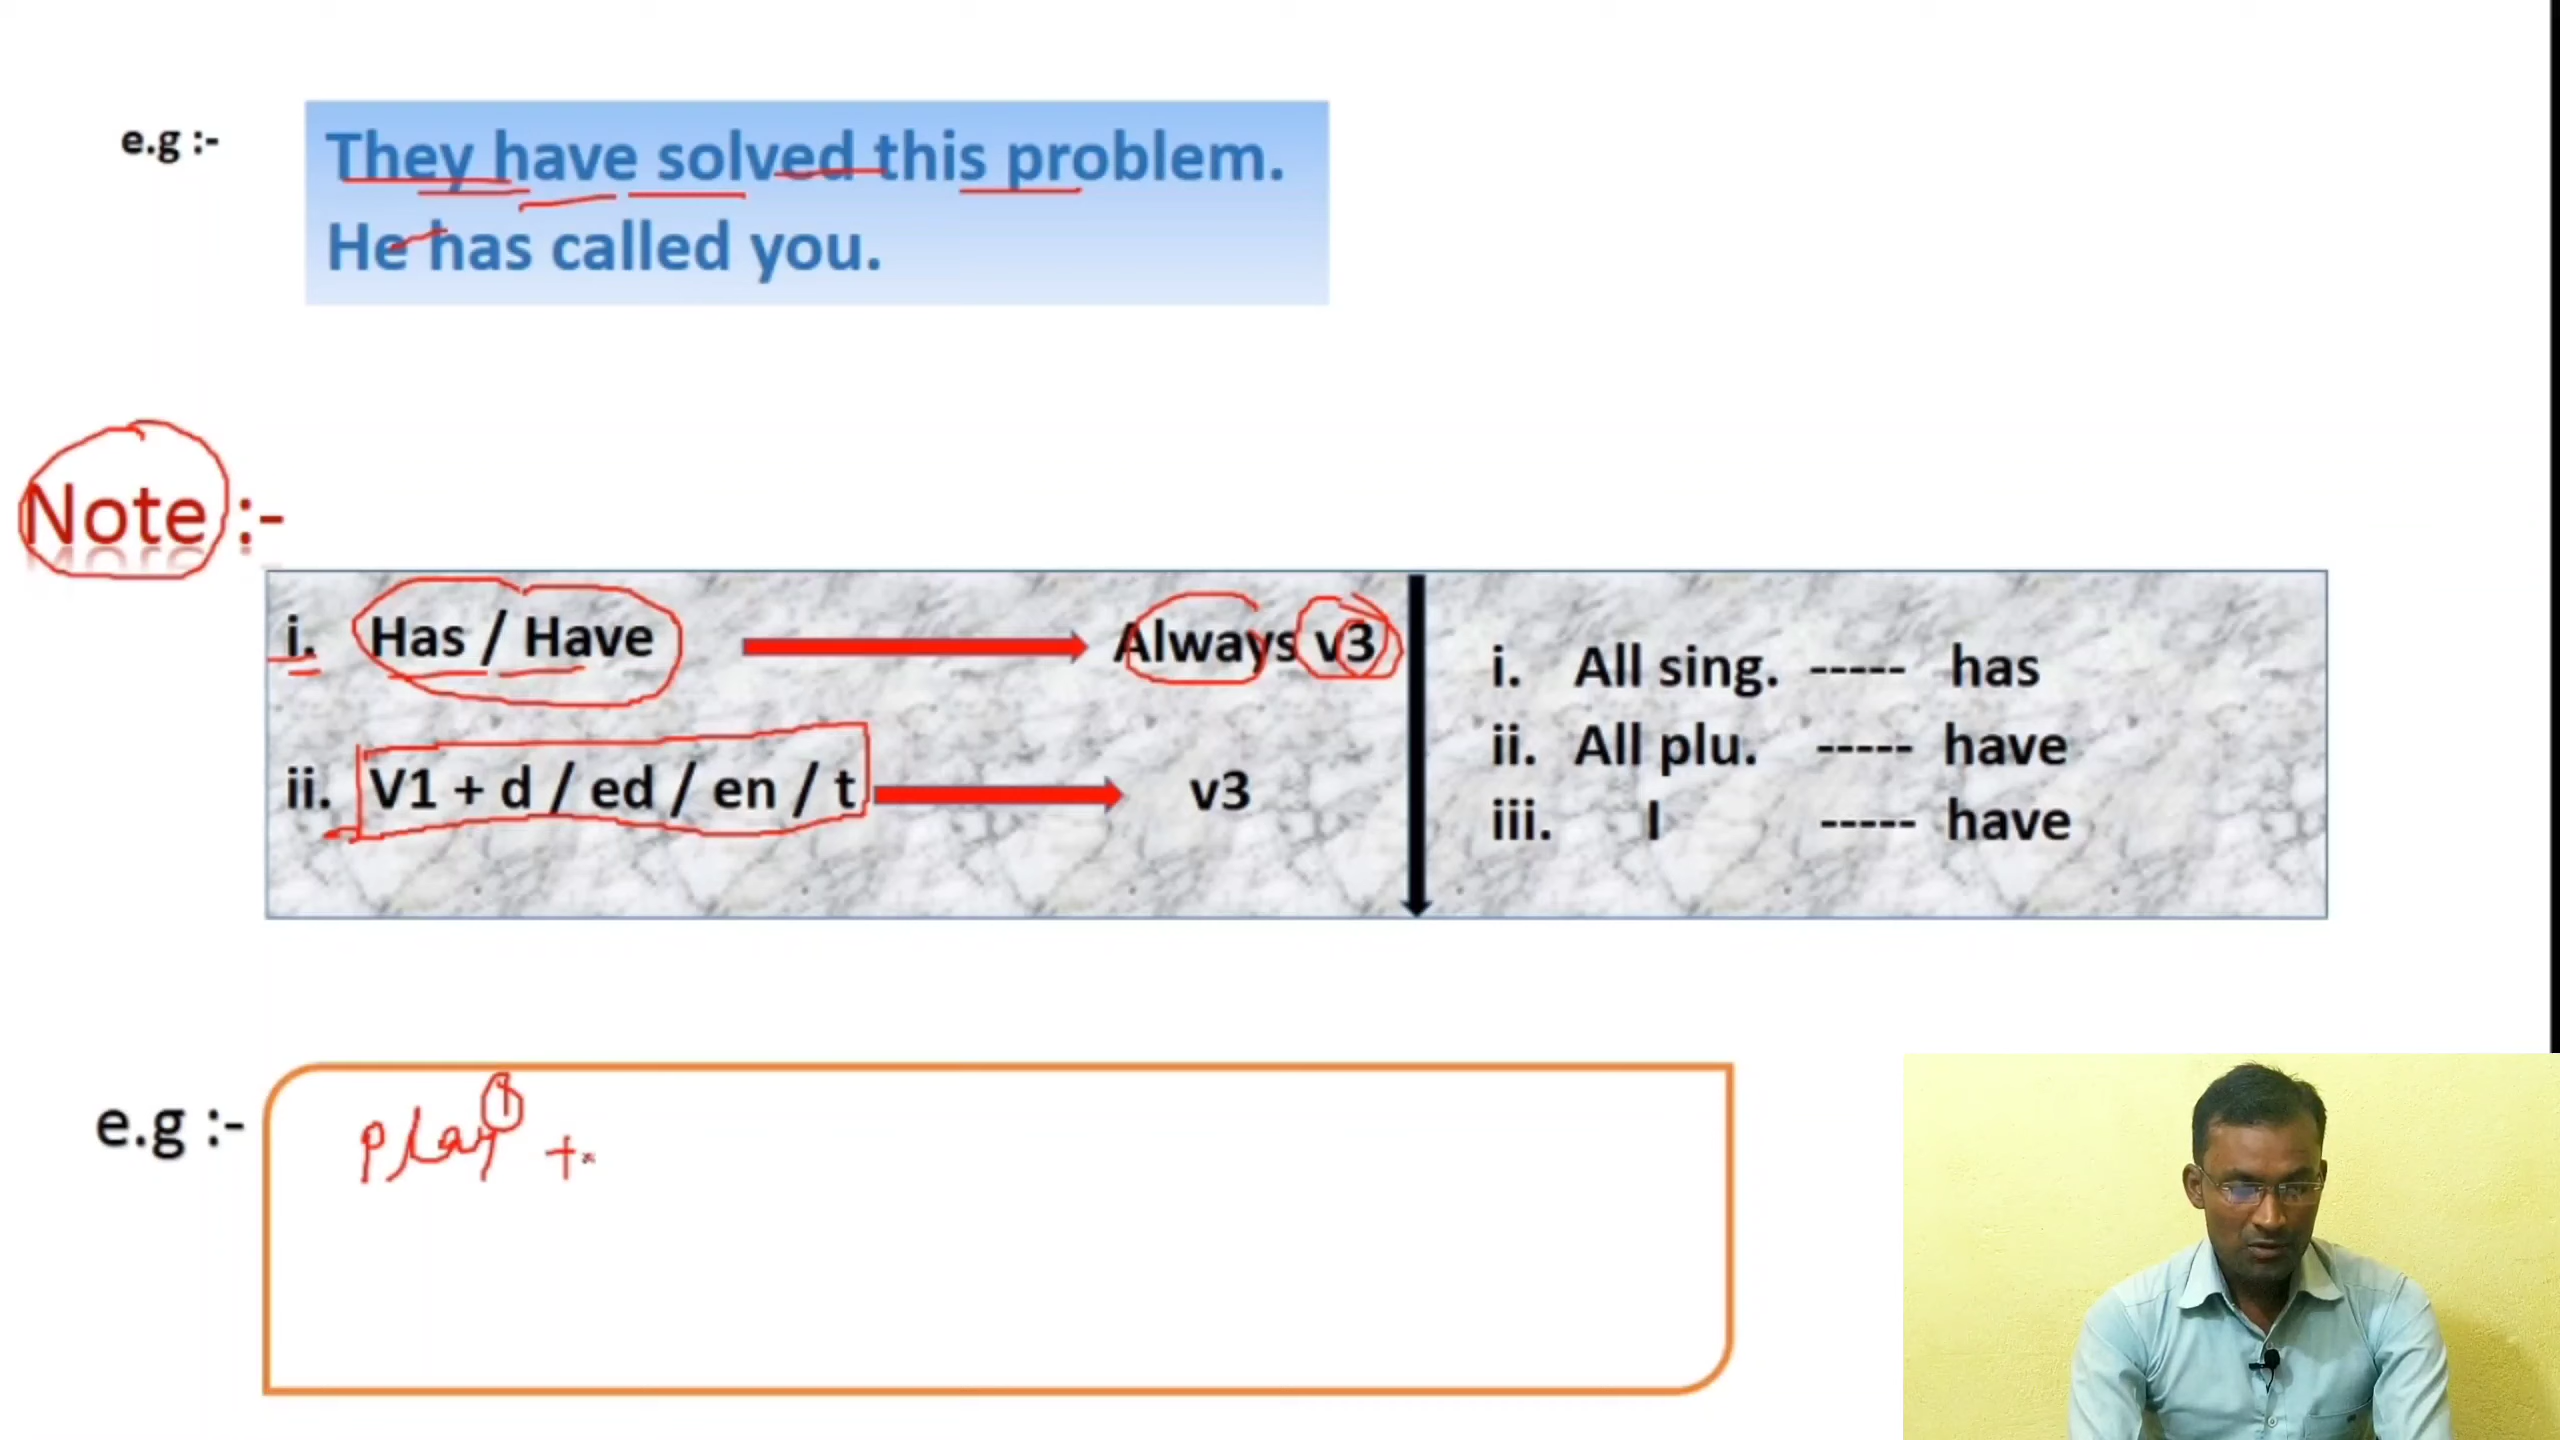 e.g :- They have solved this problem.
He has called you.
Note :-
i. Has / Have Always v3
ii. V1 + d / ed / en / t v3
i. All sing. ----- has
ii. All plu. ----- have
iii. I ----- have
e.g :- Play 1 +